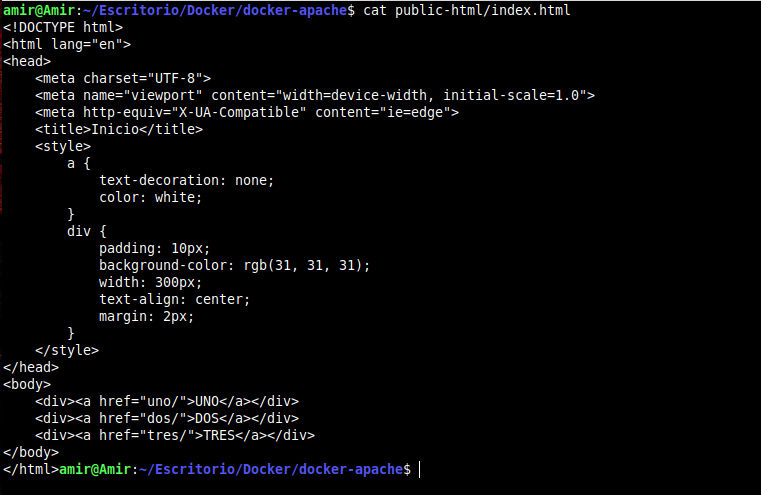 amir@Amir:~/Escritorio/Docker/docker-apache$ cat public-html/index.html
<!DOCTYPE html>
<html lang="en">
<head>
    <meta charset="UTF-8">
    <meta name="viewport" content="width=device-width, initial-scale=1.0">
    <meta http-equiv="X-UA-Compatible" content="ie=edge">
    <title>Inicio</title>
    <style>
        a {
            text-decoration: none;
            color: white;
        }
        div {
            padding: 10px;
            background-color: rgb(31, 31, 31);
            width: 300px;
            text-align: center;
            margin: 2px;
        }
    </style>
</head>
<body>
    <div><a href="uno/">UNO</a></div>
    <div><a href="dos/">DOS</a></div>
    <div><a href="tres/">TRES</a></div>
</body>
</html>amir@Amir:~/Escritorio/Docker/docker-apache$